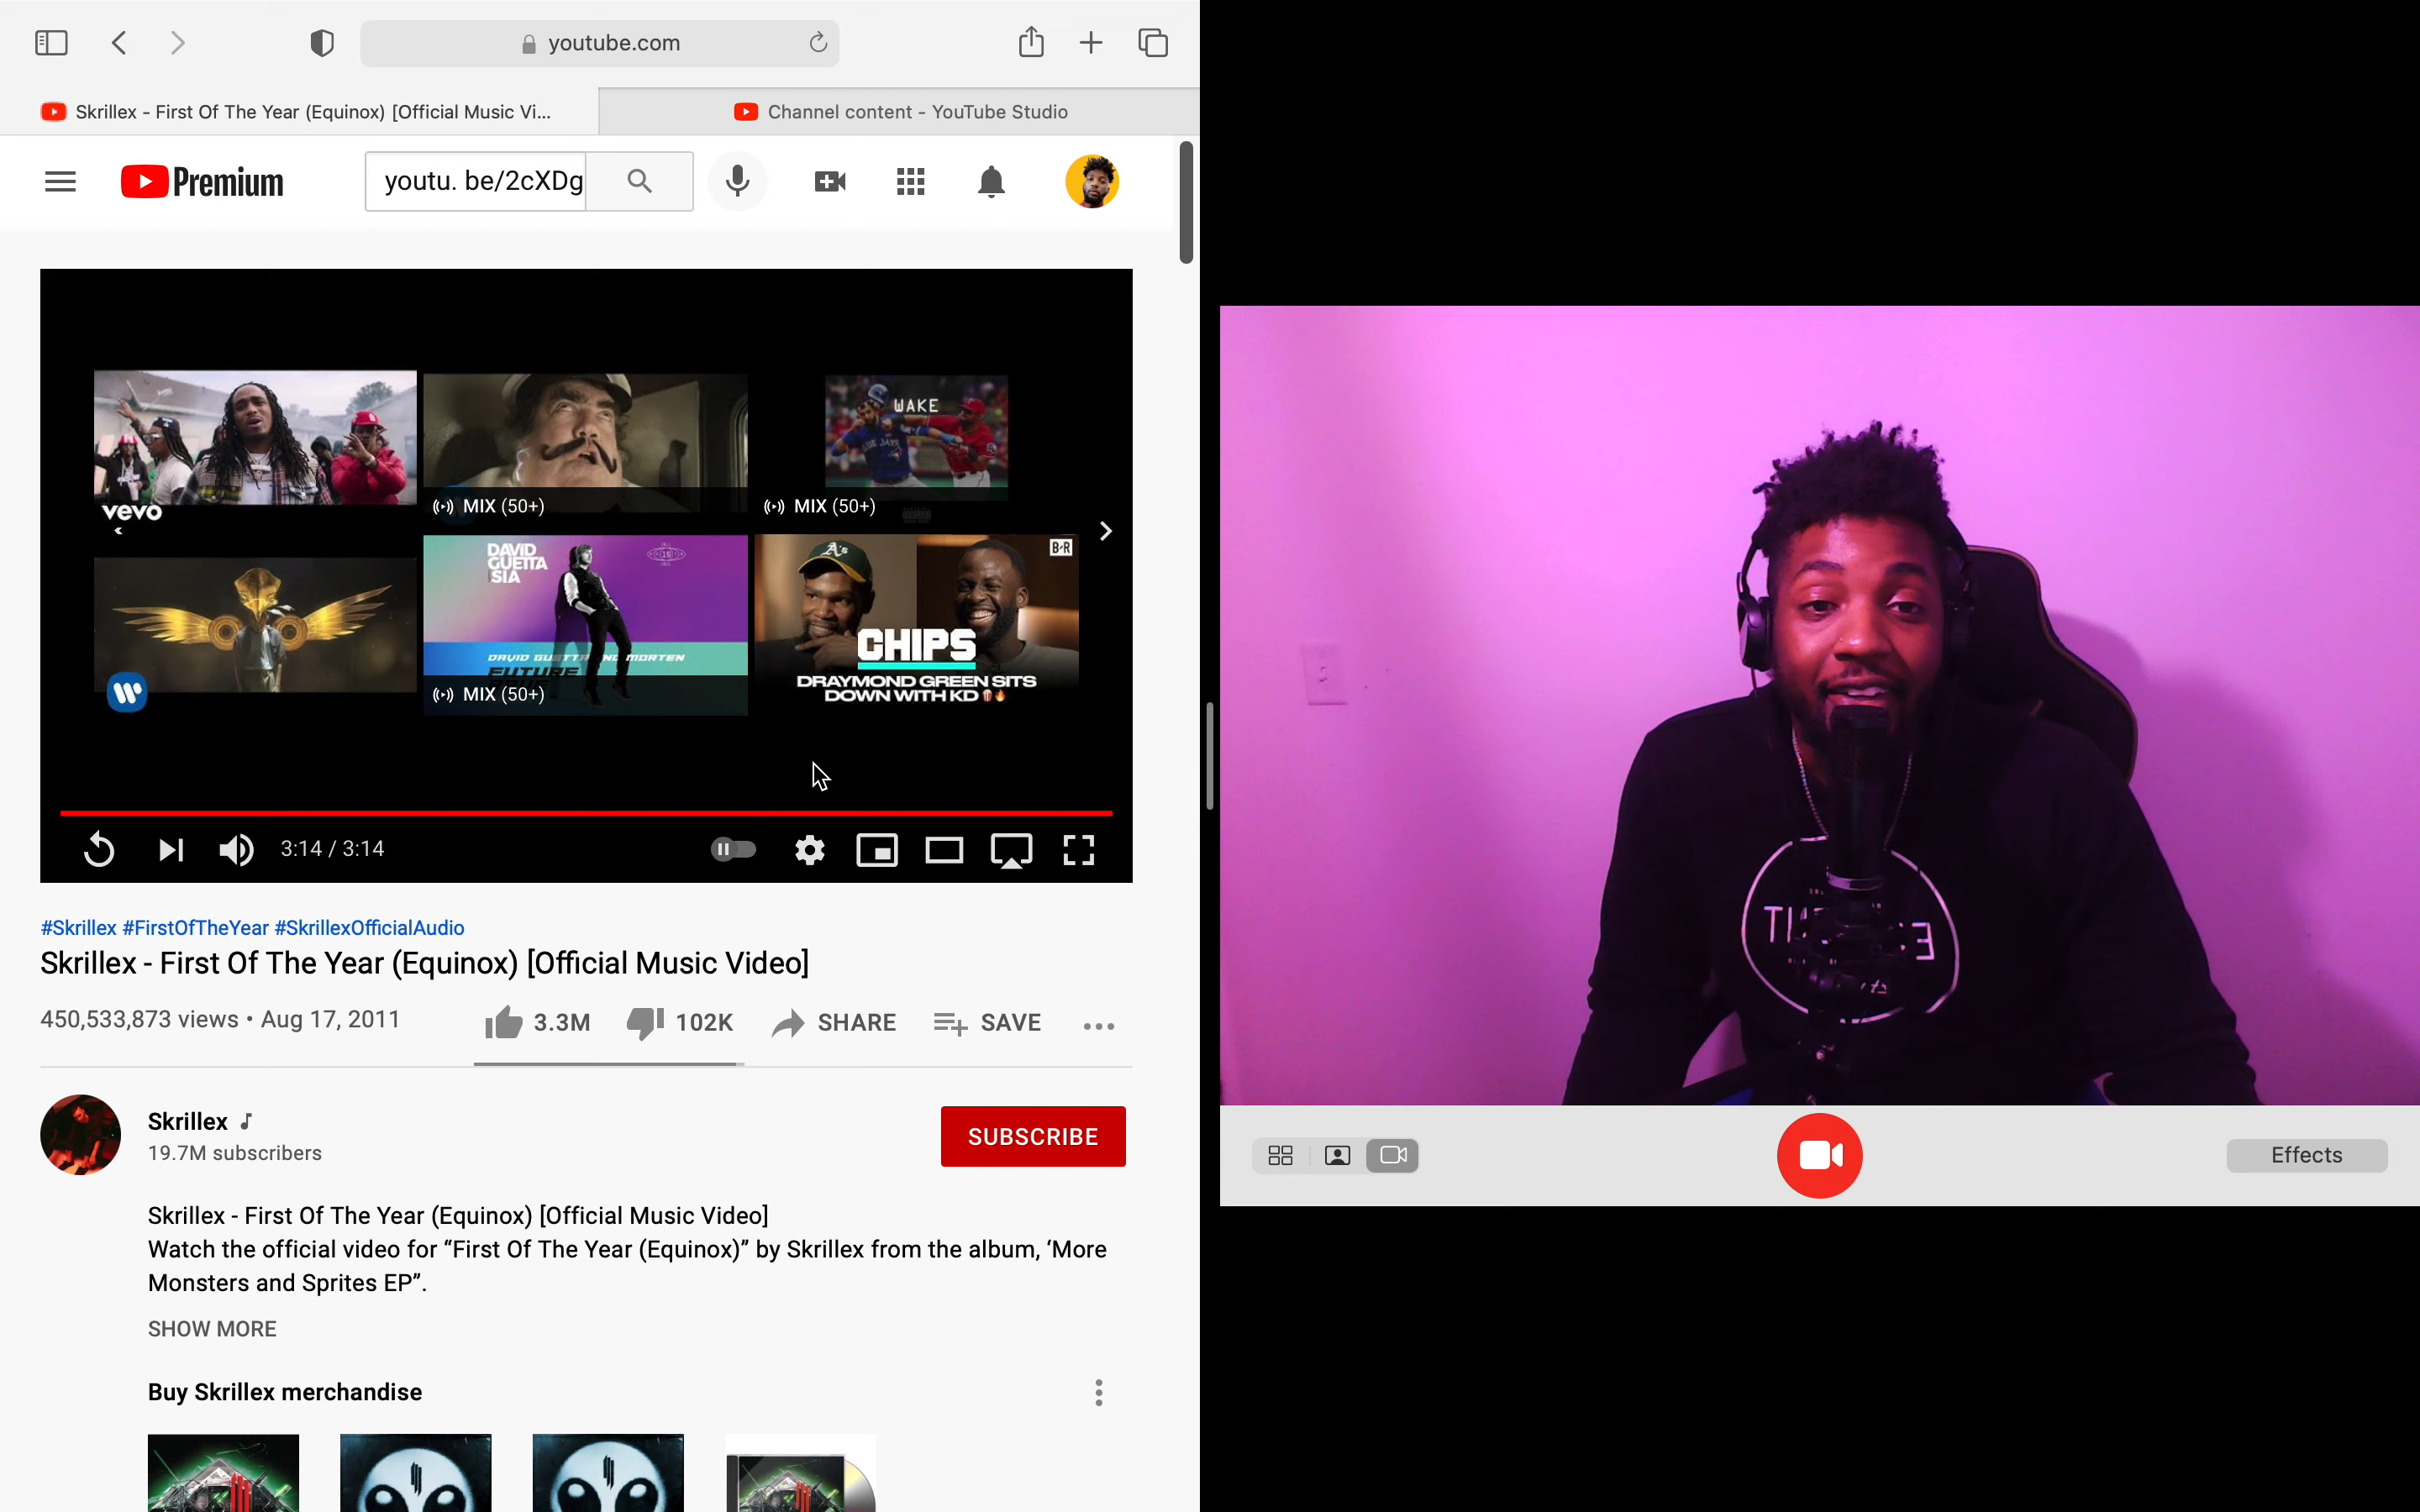 youtube.com
Skrillex - First Of The Year (Equinox) [Official Music Vi...
Channel content - YouTube Studio
Premium
youtu. be/2cXDg
vevo
MIX (50+)
WAKE
MIX (50+)
DAVID
GUETTA
SIA
MIX (50+)
B/R
CHIPS
DRAYMOND GREEN SITS
DOWN WITH KD 🍿🔥
3:14 / 3:14
#Skrillex #FirstOfTheYear #SkrillexOfficialAudio
Skrillex - First Of The Year (Equinox) [Official Music Video]
450,533,873 views • Aug 17, 2011
3.3M
102K
SHARE
SAVE
Skrillex
19.7M subscribers
SUBSCRIBE
Skrillex - First Of The Year (Equinox) [Official Music Video]
Watch the official video for “First Of The Year (Equinox)” by Skrillex from the album, ‘More
Monsters and Sprites EP”.
SHOW MORE
Buy Skrillex merchandise
Effects